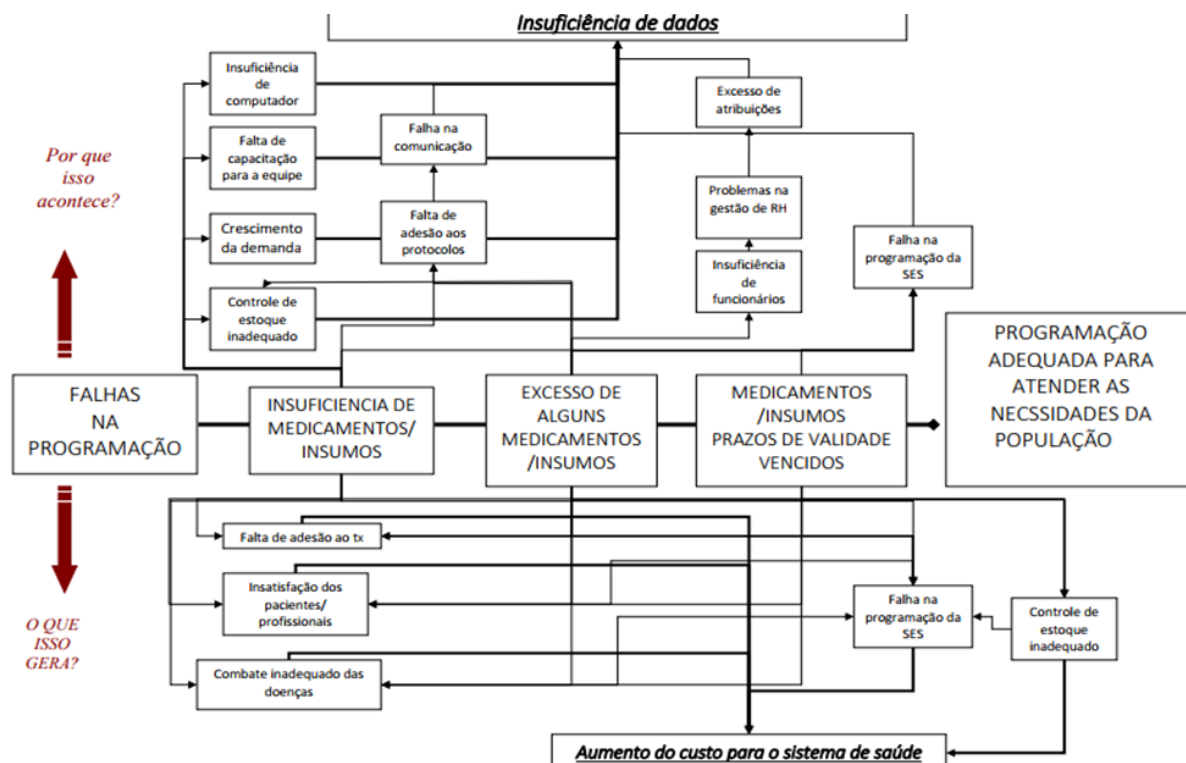 Insuficiência de dados
Insuficiência
de
computador
Excesso de
atribuições
Falha na
comunicação
Falta de
capacitação
para a equipe
Por que
isso
acontece?
Problemas na
gestão de RH
Falta de
adesão aos
protocolos
Crescimento
da demanda
Falha na
programação da
SES
Insuficiência
de
funcionários
Controle de
estoque
inadequado
FALHAS
NA
PROGRAMAÇÃO
INSUFICIENCIA DE
MEDICAMENTOS/
INSUMOS
EXCESSO DE
ALGUNS
MEDICAMENTOS
/INSUMOS
MEDICAMENTOS
/INSUMOS
PRAZOS DE VALIDADE
VENCIDOS
PROGRAMAÇÃO
ADEQUADA PARA
ATENDER AS
NECSSIDADES DA
POPULAÇÃO
Falta de adesão ao tx
Insatisfação dos
pacientes/
profissionais
Falha na
programação da
SES
Controle de
estoque
inadequado
O QUE
ISSO
GERA?
Combate inadequado das
doenças
Aumento do custo para o sistema de saúde